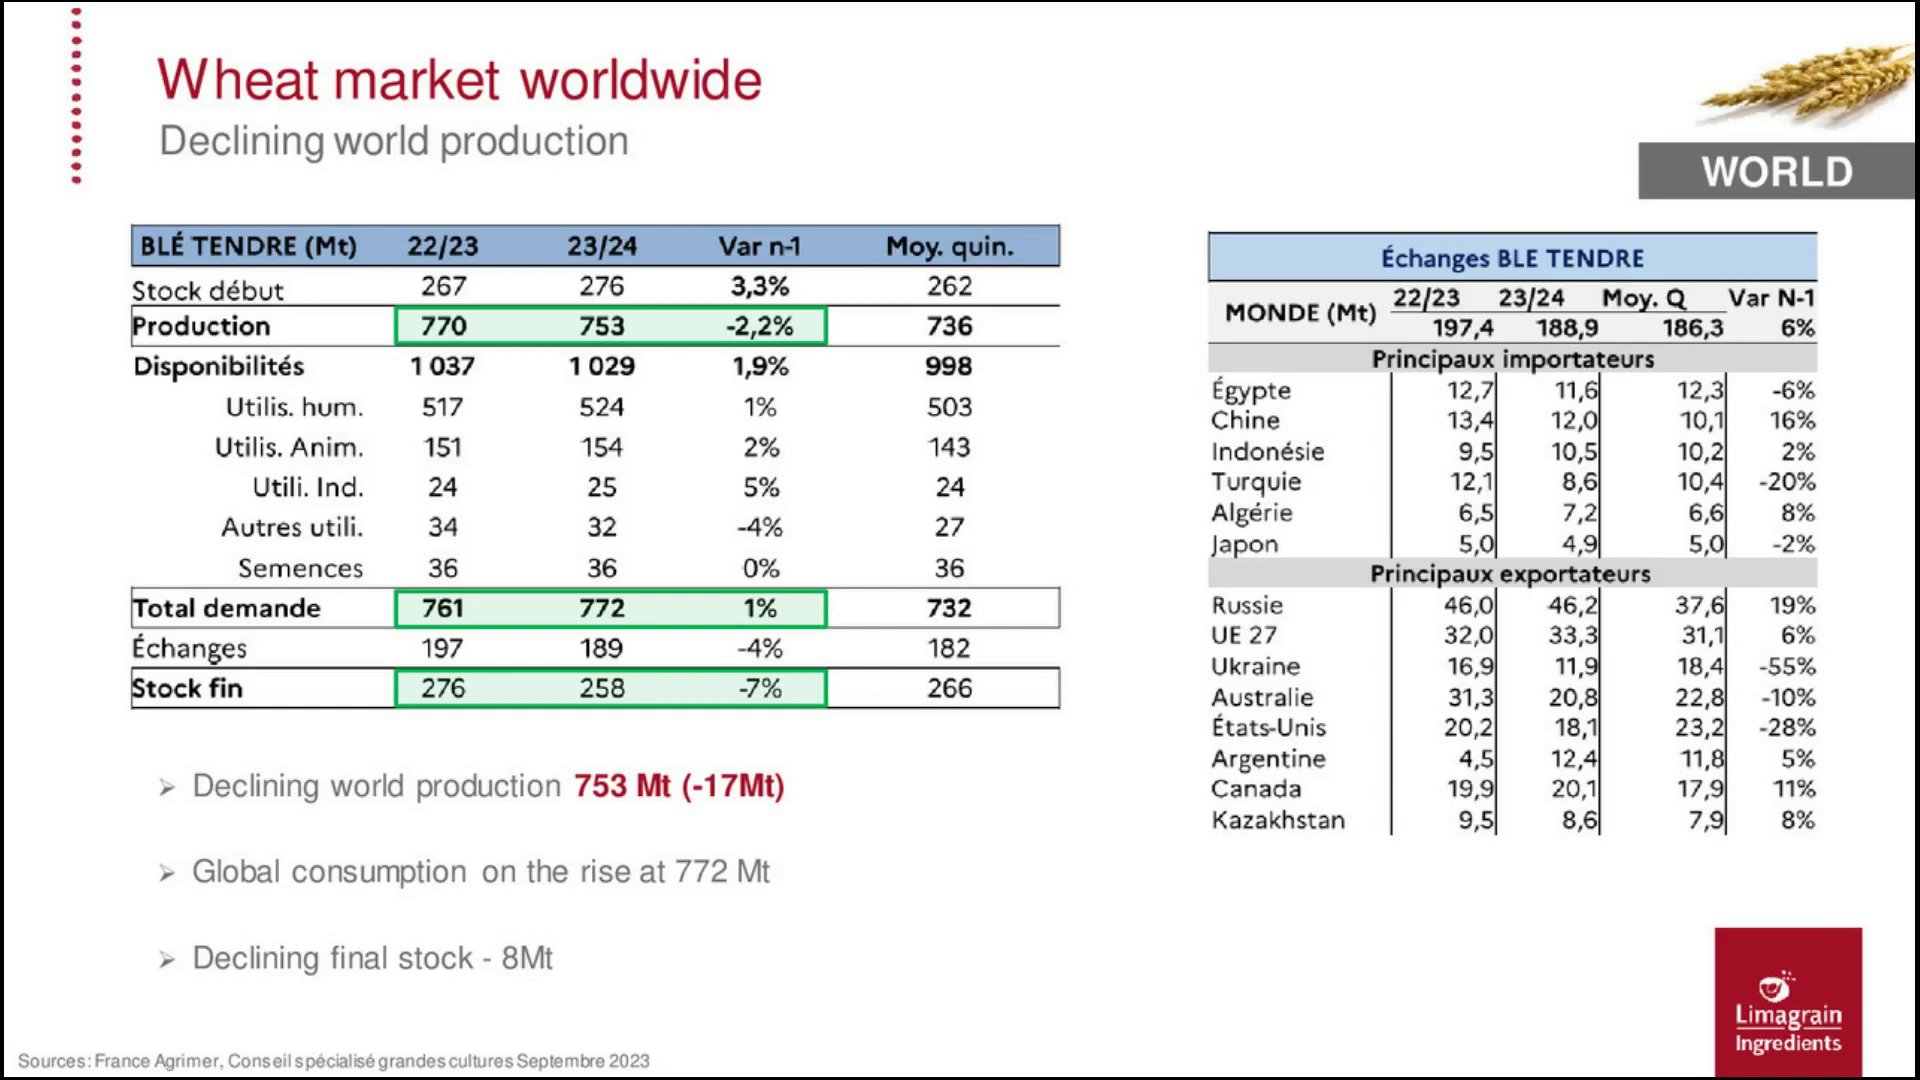 Wheat market worldwide
Declining world production
WORLD
BLÉ TENDRE (Mt) 22/23 23/24 Var n-1 Moy. quin.
Stock début 267 276 3,3% 262
Production 770 753 -2,2% 736
Disponibilités 1 037 1 029 1,9% 998
Utilis. hum. 517 524 1% 503
Utilis. Anim. 151 154 2% 143
Utili. Ind. 24 25 5% 24
Autres utili. 34 32 -4% 27
Semences 36 36 0% 36
Total demande 761 772 1% 732
Échanges 197 189 -4% 182
Stock fin 276 258 -7% 266
Échanges BLE TENDRE
MONDE (Mt) 22/23 23/24 Moy. Q Var N-1
197,4 188,9 186,3 6%
Principaux importateurs
Égypte 12,7 11,6 12,3 -6%
Chine 13,4 12,0 10,1 16%
Indonésie 9,5 10,5 10,2 2%
Turquie 12,1 8,6 10,4 -20%
Algérie 6,5 7,2 6,6 8%
Japon 5,0 4,9 5,0 -2%
Principaux exportateurs
Russie 46,0 46,2 37,6 19%
UE 27 32,0 33,3 31,1 6%
Ukraine 16,9 11,9 18,4 -55%
Australie 31,3 20,8 22,8 -10%
États-Unis 20,2 18,1 23,2 -28%
Argentine 4,5 12,4 11,8 5%
Canada 19,9 20,1 17,9 11%
Kazakhstan 9,5 8,6 7,9 8%
➢ Declining world production 753 Mt (-17Mt)
➢ Global consumption on the rise at 772 Mt
➢ Declining final stock - 8Mt
Limagrain
Ingredients
Sources: France Agrimer, Conseil spécialisé grandes cultures Septembre 2023